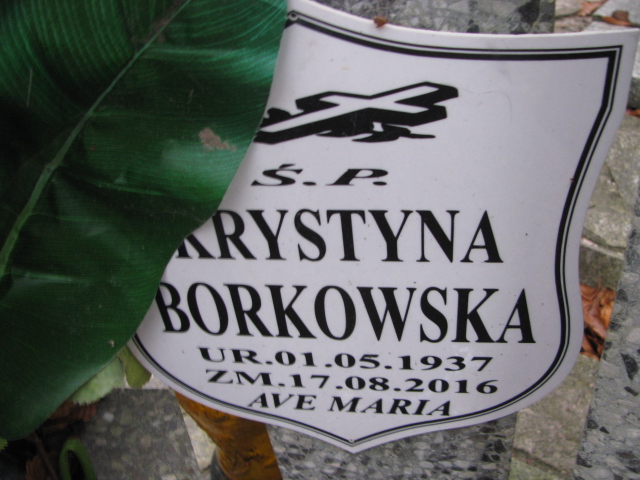 Ś.P.
KRYSTYNA
BORKOWSKA
UR.01.05.1937
ZM.17.08.2016
AVE MARIA